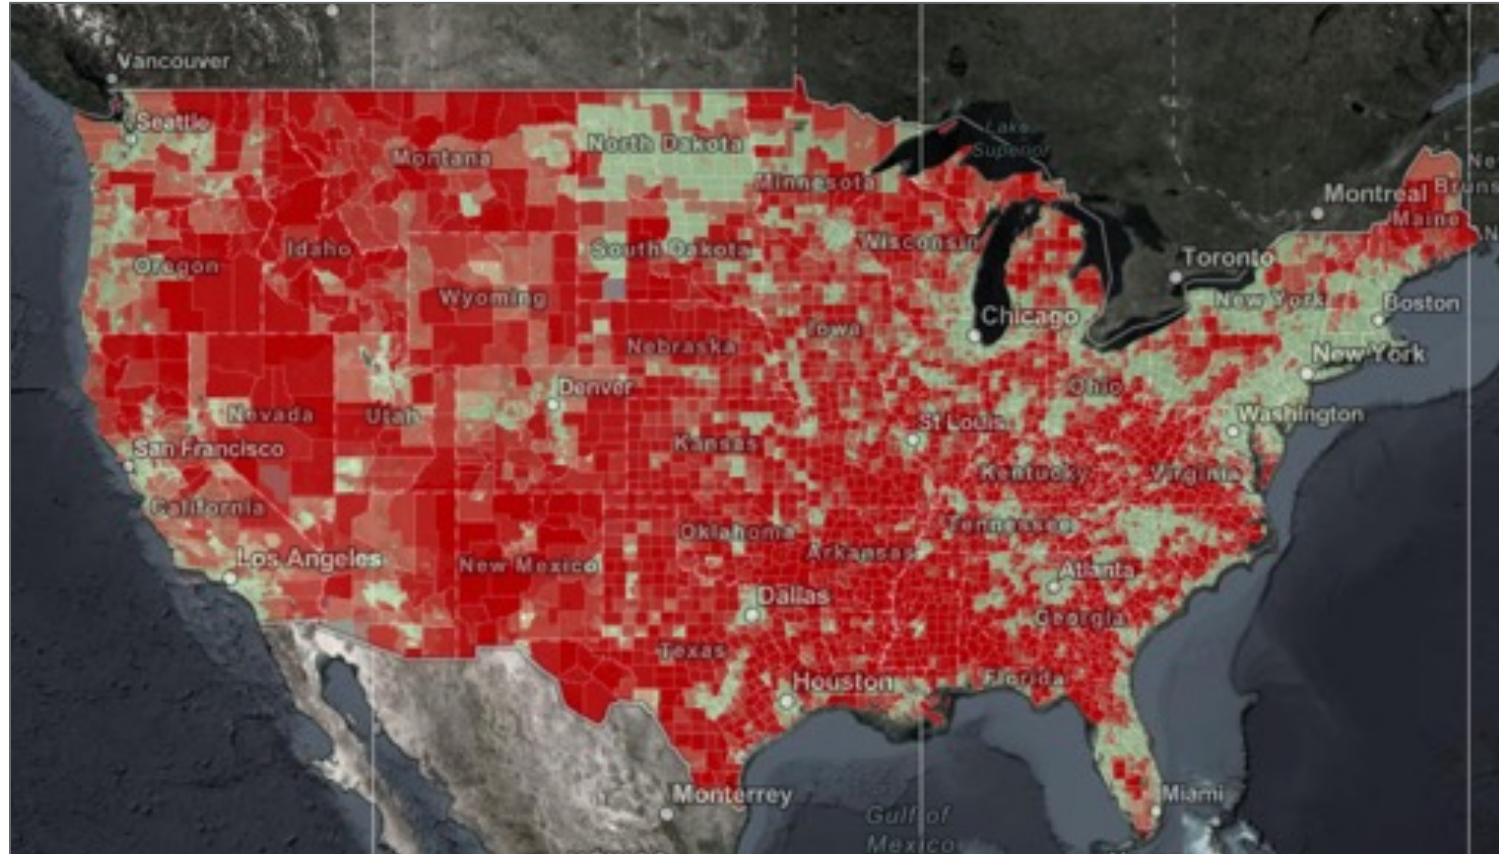 Vancouver
Seattle
Montana
North Dakota
Minnesota
Lake
Superior
Montreal
Maine
Idaho
Oregon
Wyoming
South Dakota
Wisconsin
Toronto
New York
Boston
Chicago
Iowa
Nebraska
New York
Nevada
Utah
Denver
Ohio
Washington
San Francisco
Kansas
St Louis
Kentucky
Virginia
California
Oklahoma
Tennessee
Arkansas
Los Angeles
New Mexico
Atlanta
Dallas
Georgia
Texas
Houston
Florida
Monterrey
Miami
Gulf of
Mexico